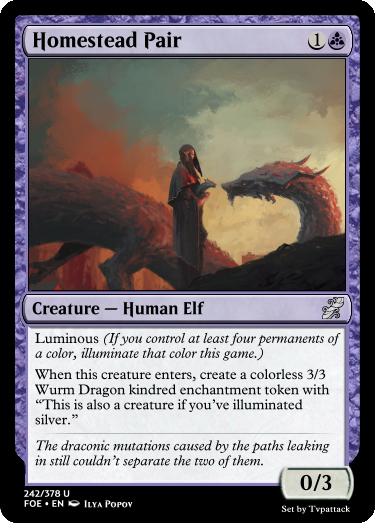 Homestead Pair
1
Creature — Human Elf
Luminous (If you control at least four permanents
of a color, illuminate that color this game.)
When this creature enters, create a colorless 3/3
Wurm Dragon kindred enchantment token with
“This is also a creature if you’ve illuminated
silver.”
The draconic mutations caused by the paths leaking
in still couldn’t separate the two of them.
0/3
242/378 U
FOE • EN Ilya Popov
Set by Tvpattack